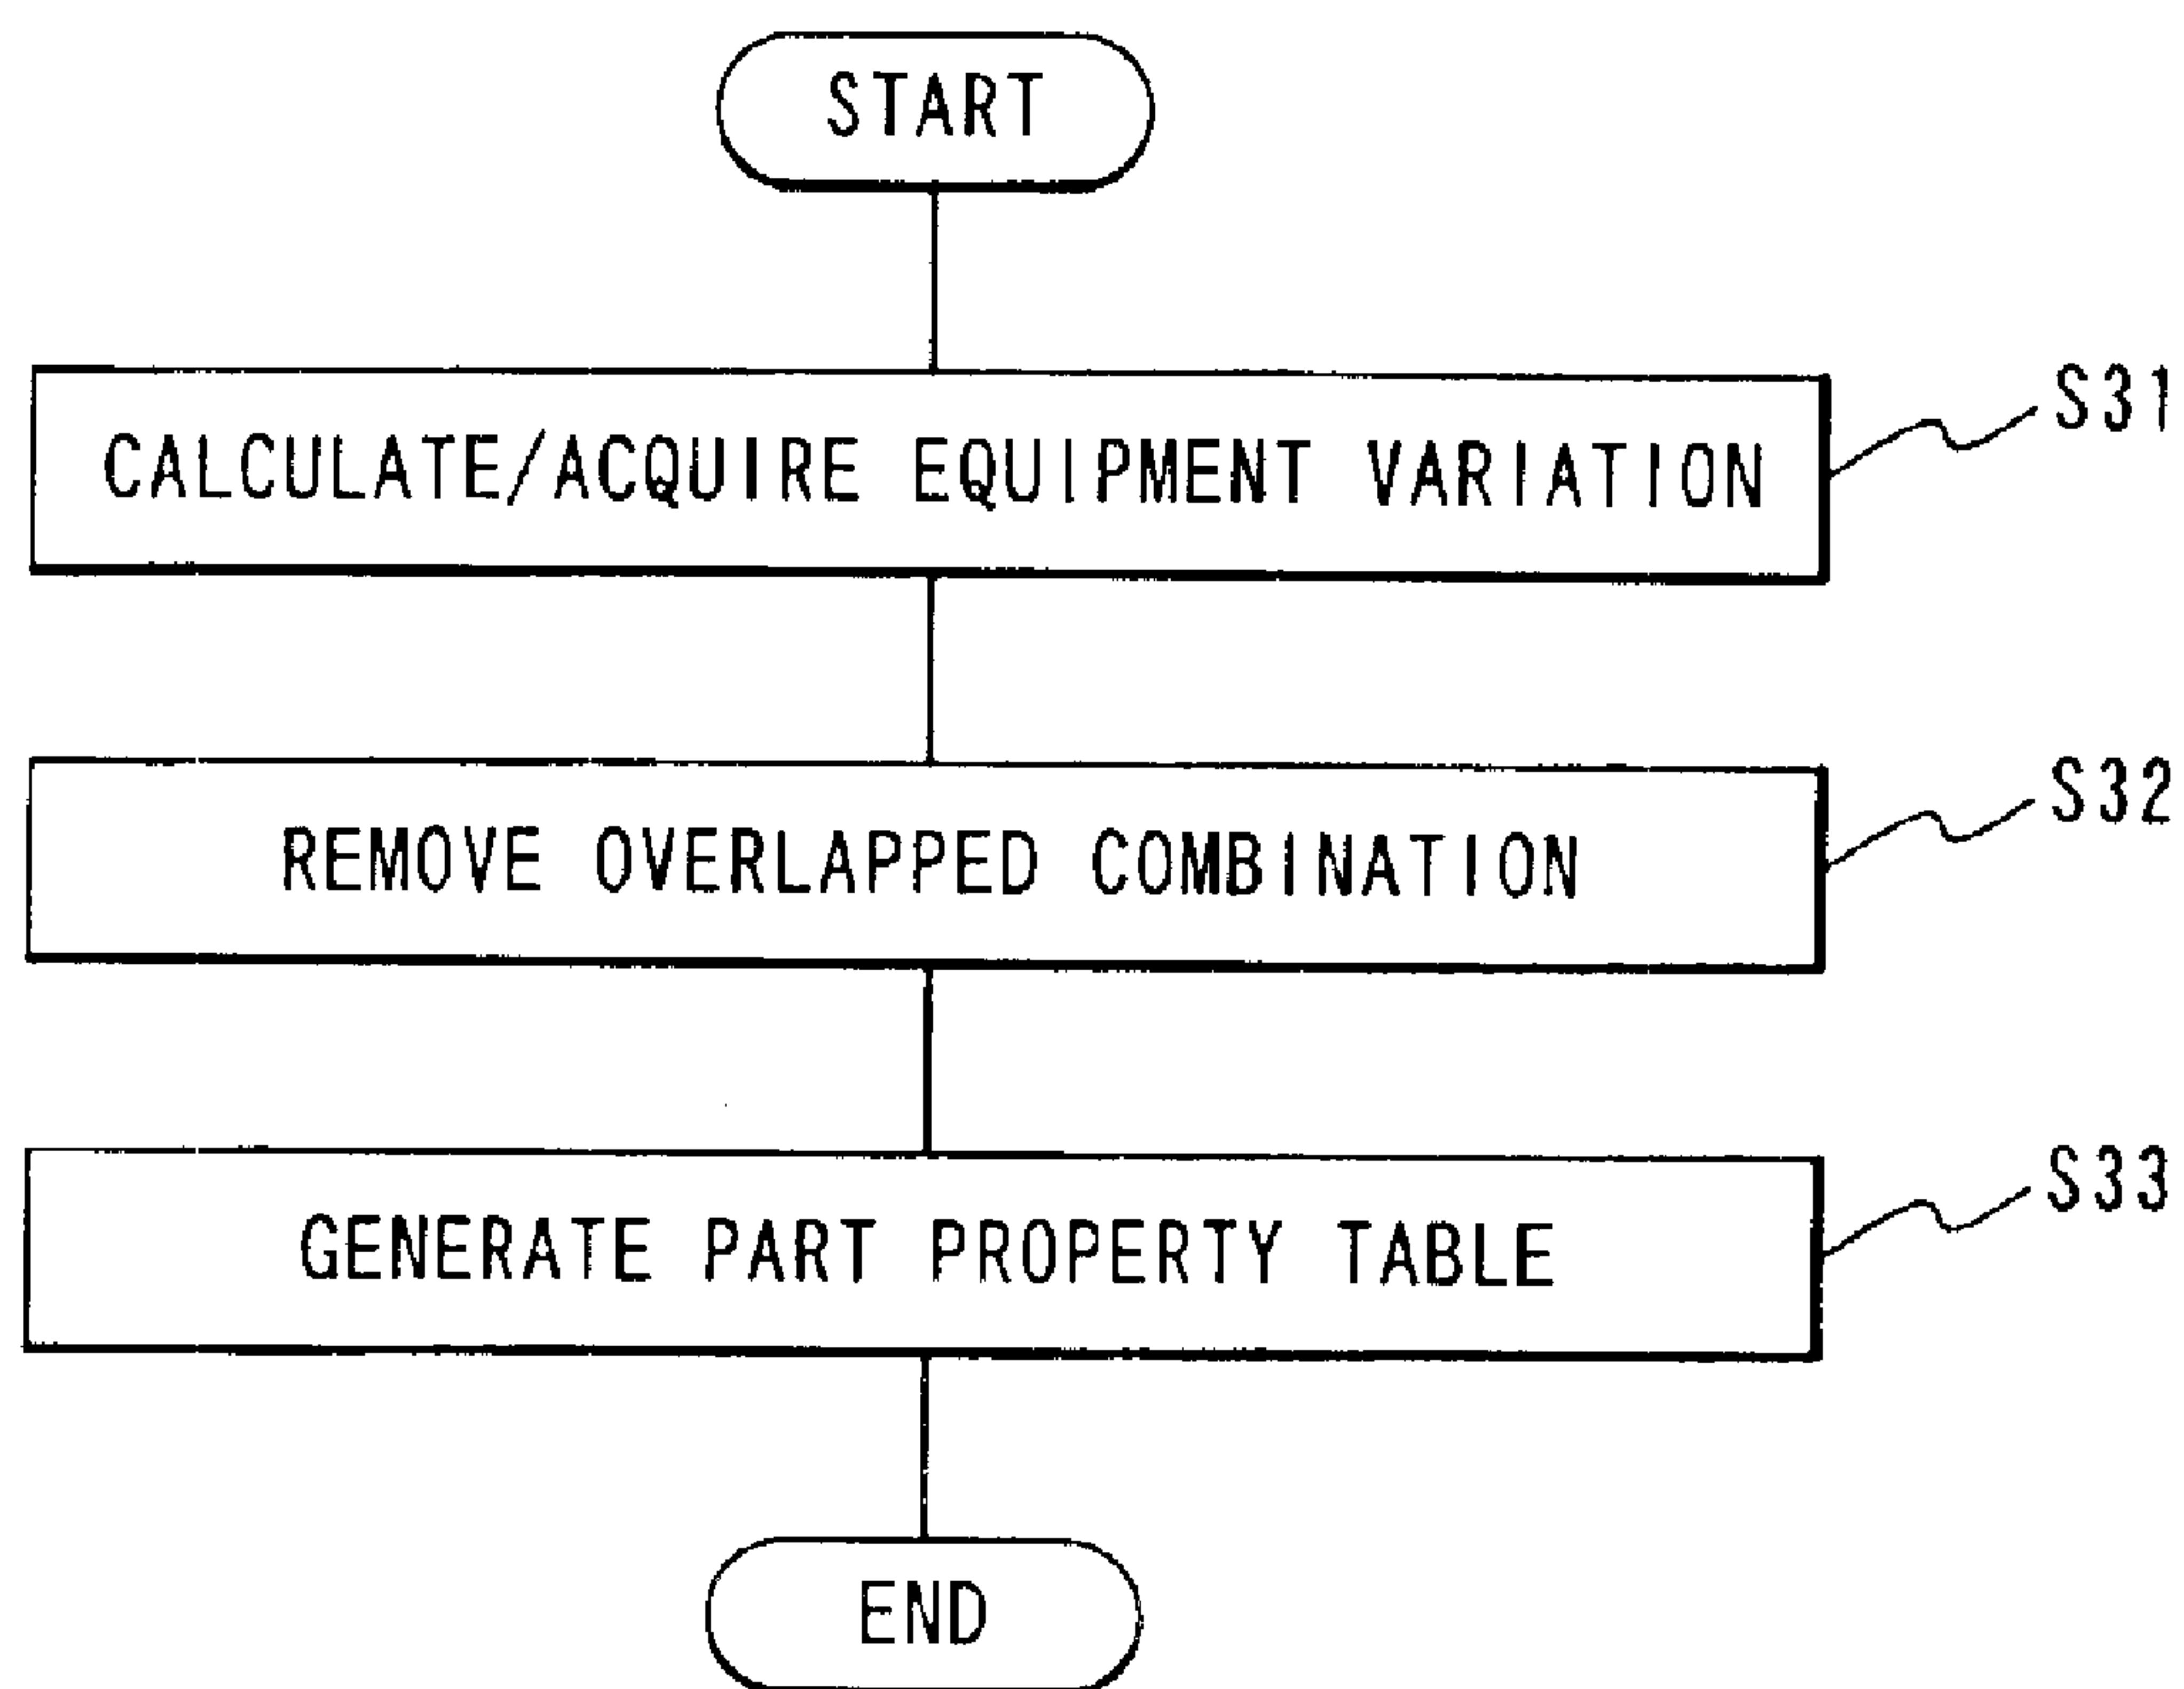 START
CALCULATE/ACQUIRE EQUIPMENT VARIATION
S31
REMOVE OVERLAPPED COMBINATION
S32
GENERATE PART PROPERTY TABLE
S33
END